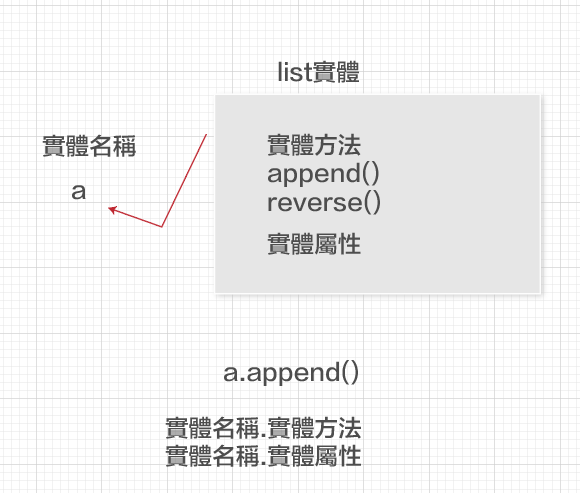 list實體
實體名稱
a
實體方法
append()
reverse()
實體屬性
a.append()
實體名稱.實體方法
實體名稱.實體屬性